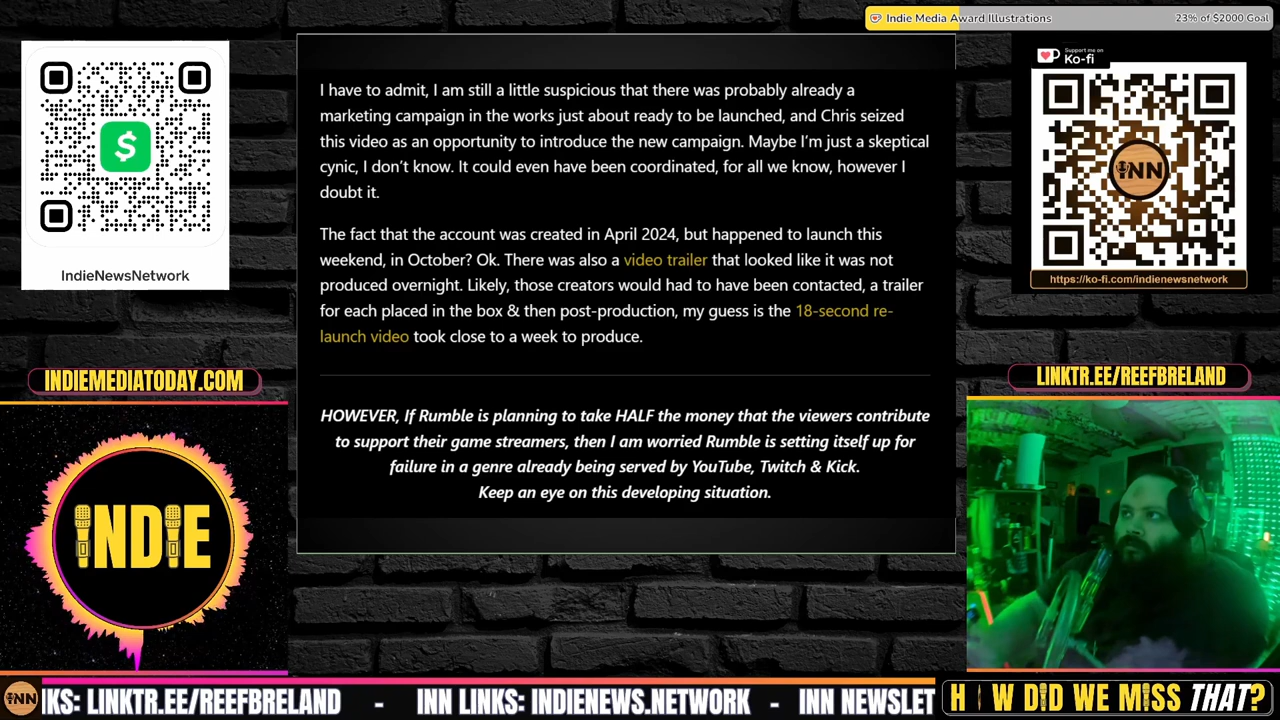 Indie Media Award Illustrations
23% of $2000 Goal
$
IndieNewsNetwork
I have to admit, I am still a little suspicious that there was probably already a
marketing campaign in the works just about ready to be launched, and Chris seized
this video as an opportunity to introduce the new campaign. Maybe I'm just a skeptical
cynic, I don't know. It could even have been coordinated, for all we know, however I
doubt it.
The fact that the account was created in April 2024, but happened to launch this
weekend, in October? Ok. There was also a video trailer that looked like it was not
produced overnight. Likely, those creators would had to have been contacted, a trailer
for each placed in the box & then post-production, my guess is the 18-second re-
launch video took close to a week to produce.
HOWEVER, If Rumble is planning to take HALF the money that the viewers contribute
to support their game streamers, then I am worried Rumble is setting itself up for
failure in a genre already being served by YouTube, Twitch & Kick.
Keep an eye on this developing situation.
Support me on
Ko-fi
INN
https://ko-fi.com/indienewsnetwork
INDIEMEDIATODAY.COM
LINKTR.EE/REEFBRELAND
INDIE
INN
IKS: LINKTR.EE/REEFBRELAND - INN LINKS: INDIENEWS.NETWORK - INN NEWSLET
HOW DID WE MISS THAT?